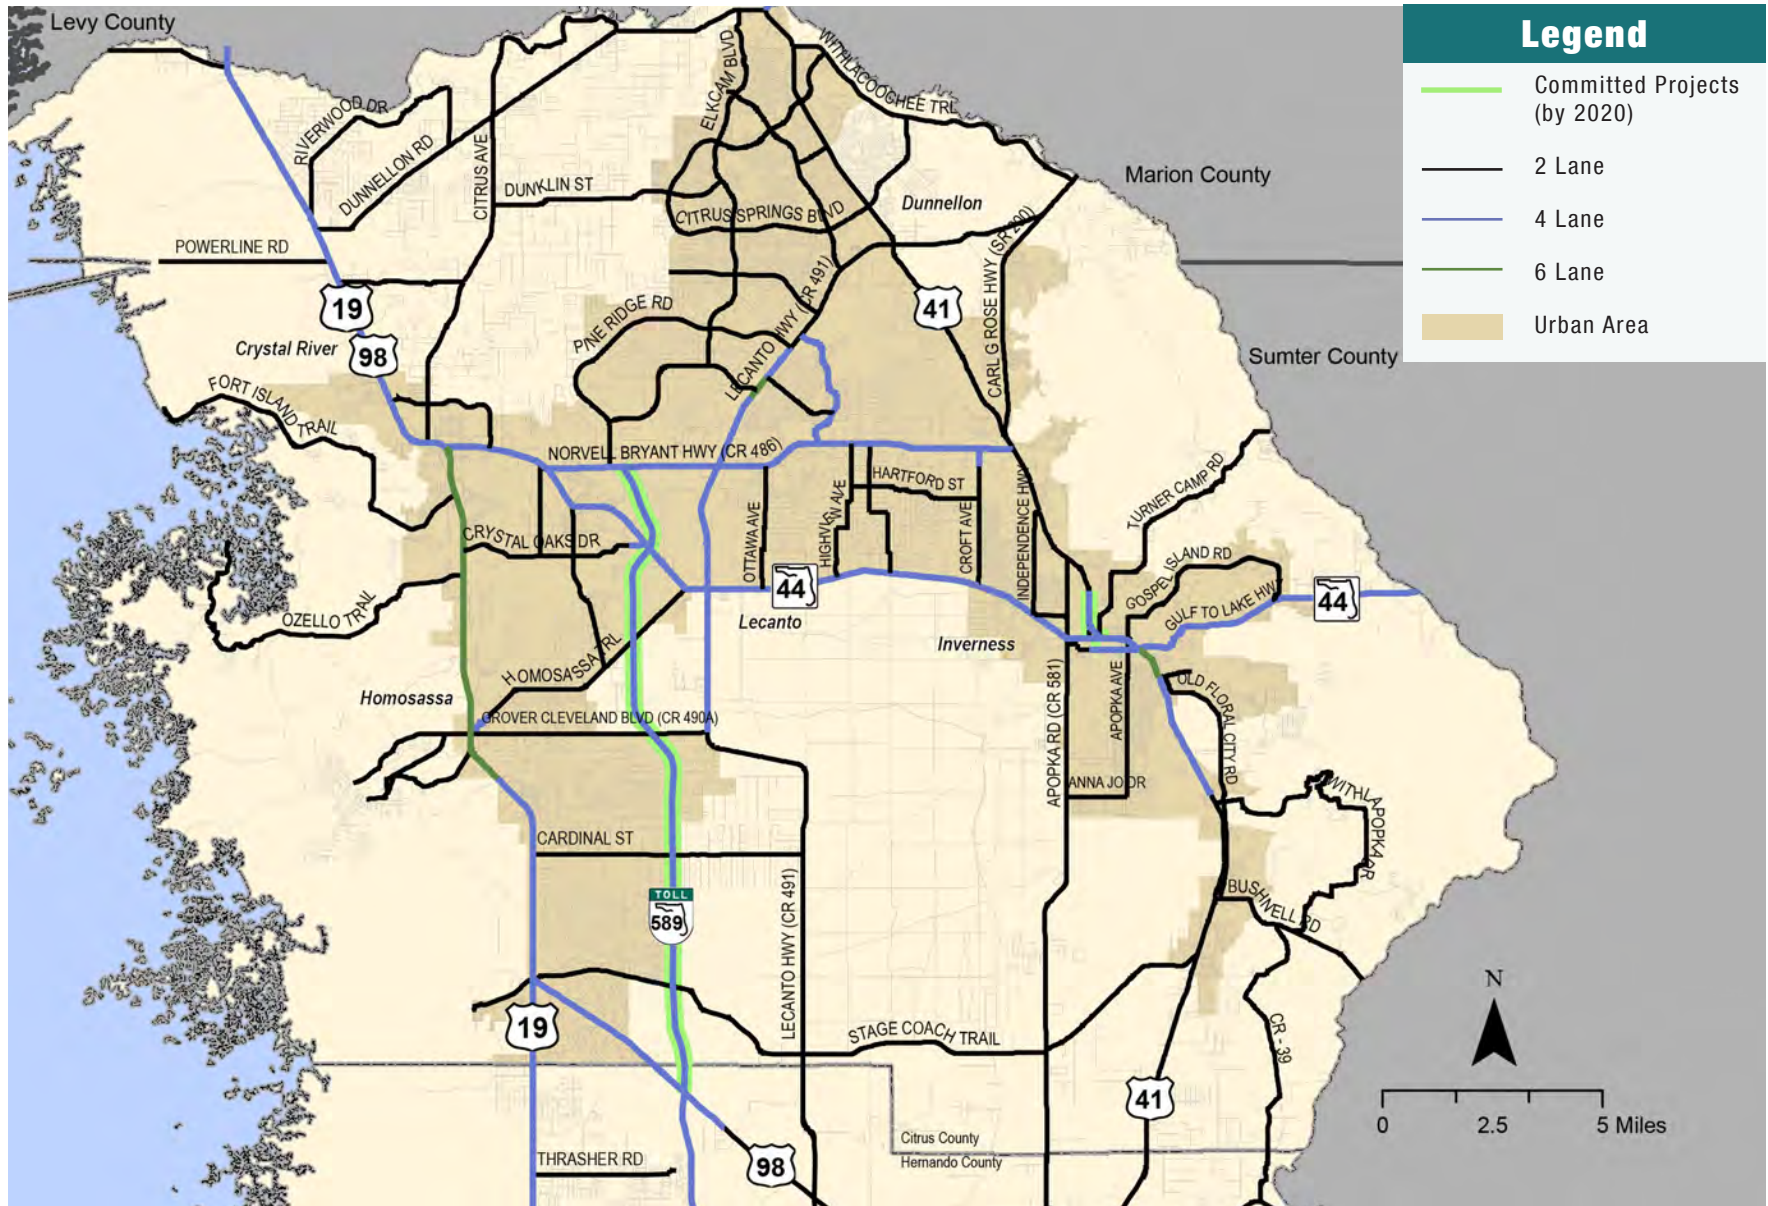 Levy County
Legend
Committed Projects
(by 2020)
2 Lane
4 Lane
6 Lane
Urban Area
WITHLACOOCHEE TRL
ELKCAM BLVD
RIVERWOOD DR
DUNNELLON RD
CITRUS AVE
DUNKLIN ST
CITRUS SPRINGS BLVD
Dunnellon
Marion County
POWERLINE RD
CARL G ROSE HWY (SR 200)
19
41
PINE RIDGE RD
LECANTO HWY (CR 491)
Crystal River
98
Sumter County
FORT ISLAND TRAIL
NORVELL BRYANT HWY (CR 486)
HARTFORD ST
TURNER CAMP RD
OTTAWA AVE
HIGHVIEW AVE
CROFT AVE
INDEPENDENCE HWY
CRYSTAL OAKS DR
GOSPEL ISLAND RD
GULF TO LAKE HW
44
44
OZELLO TRAIL
Lecanto
Inverness
HOMOSASSA TRL
Homosassa
GROVER CLEVELAND BLVD (CR 490A)
APOPKA RD (CR 581)
APOPKA AVE
OLD FLORAL CITY RD
ANNA JO DR
WITHLAPOPKA DR
CARDINAL ST
TOLL
589
LECANTO HWY (CR 491)
BUSHNELL RD
N
19
STAGE COACH TRAIL
CR - 39
41
0 2.5 5 Miles
Citrus County
Hernando County
THRASHER RD
98